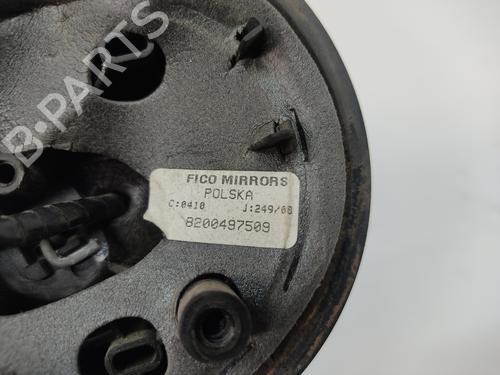 B-PARTS
FICO MIRRORS
POLSKA
C:0410 J:249/08
8200497509